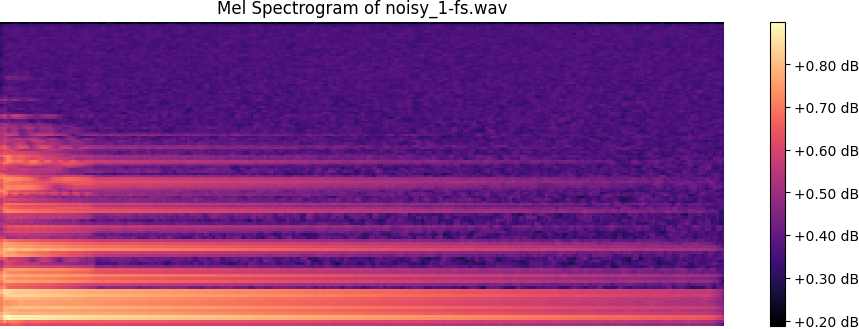 Mel Spectrogram of noisy_1-fs.wav
+0.80 dB
+0.70 dB
+0.60 dB
+0.50 dB
+0.40 dB
+0.30 dB
+0.20 dB